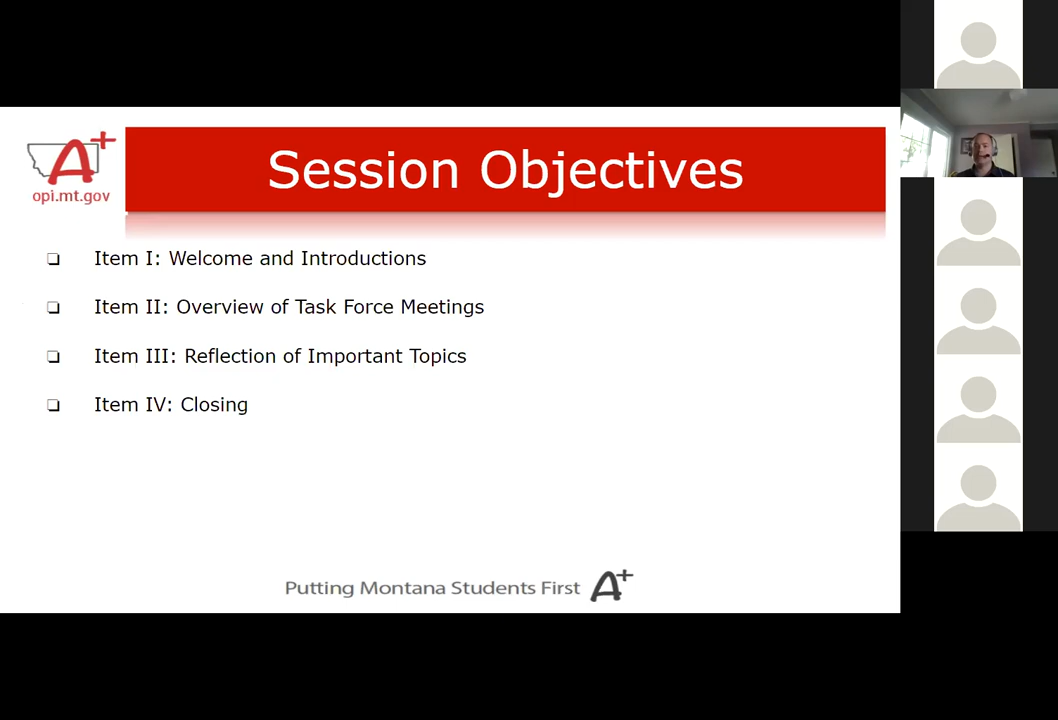 A+
opi.mt.gov
Session Objectives
Item I: Welcome and Introductions
Item II: Overview of Task Force Meetings
Item III: Reflection of Important Topics
Item IV: Closing
Putting Montana Students First A+